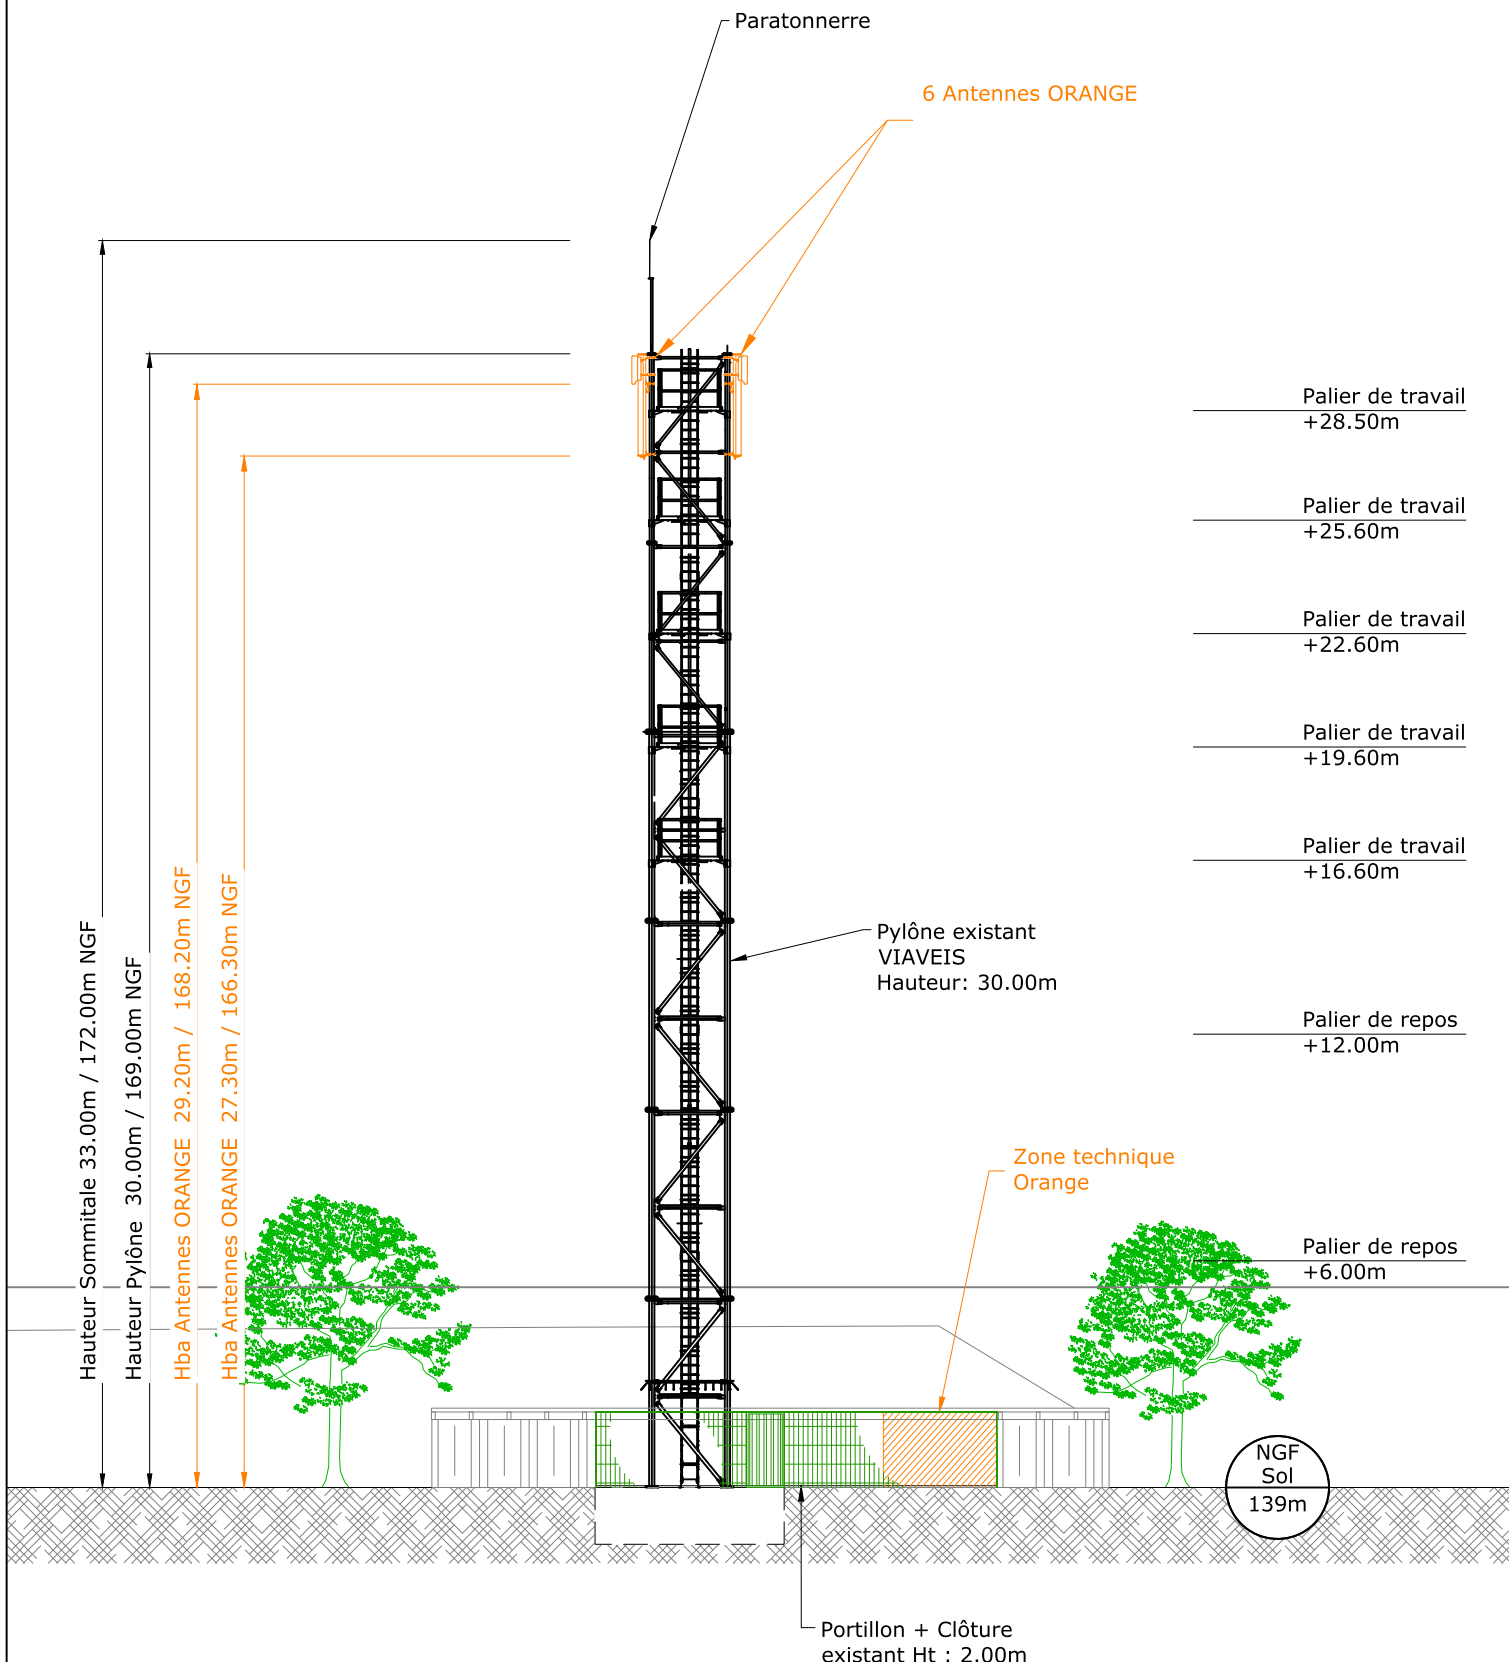 Paratonnerre
6 Antennes ORANGE
Palier de travail
+28.50m
Palier de travail
+25.60m
Palier de travail
+22.60m
Palier de travail
+19.60m
Palier de travail
+16.60m
Hauteur Sommitale 33.00m / 172.00m NGF
Hauteur Pylône 30.00m / 169.00m NGF
Hba Antennes ORANGE 29.20m / 168.20m NGF
Hba Antennes ORANGE 27.30m / 166.30m NGF
Pylône existant
VIAVEIS
Hauteur: 30.00m
Palier de repos
+12.00m
Zone technique
Orange
Palier de repos
+6.00m
NGF
Sol
139m
Portillon + Clôture
existant Ht : 2.00m